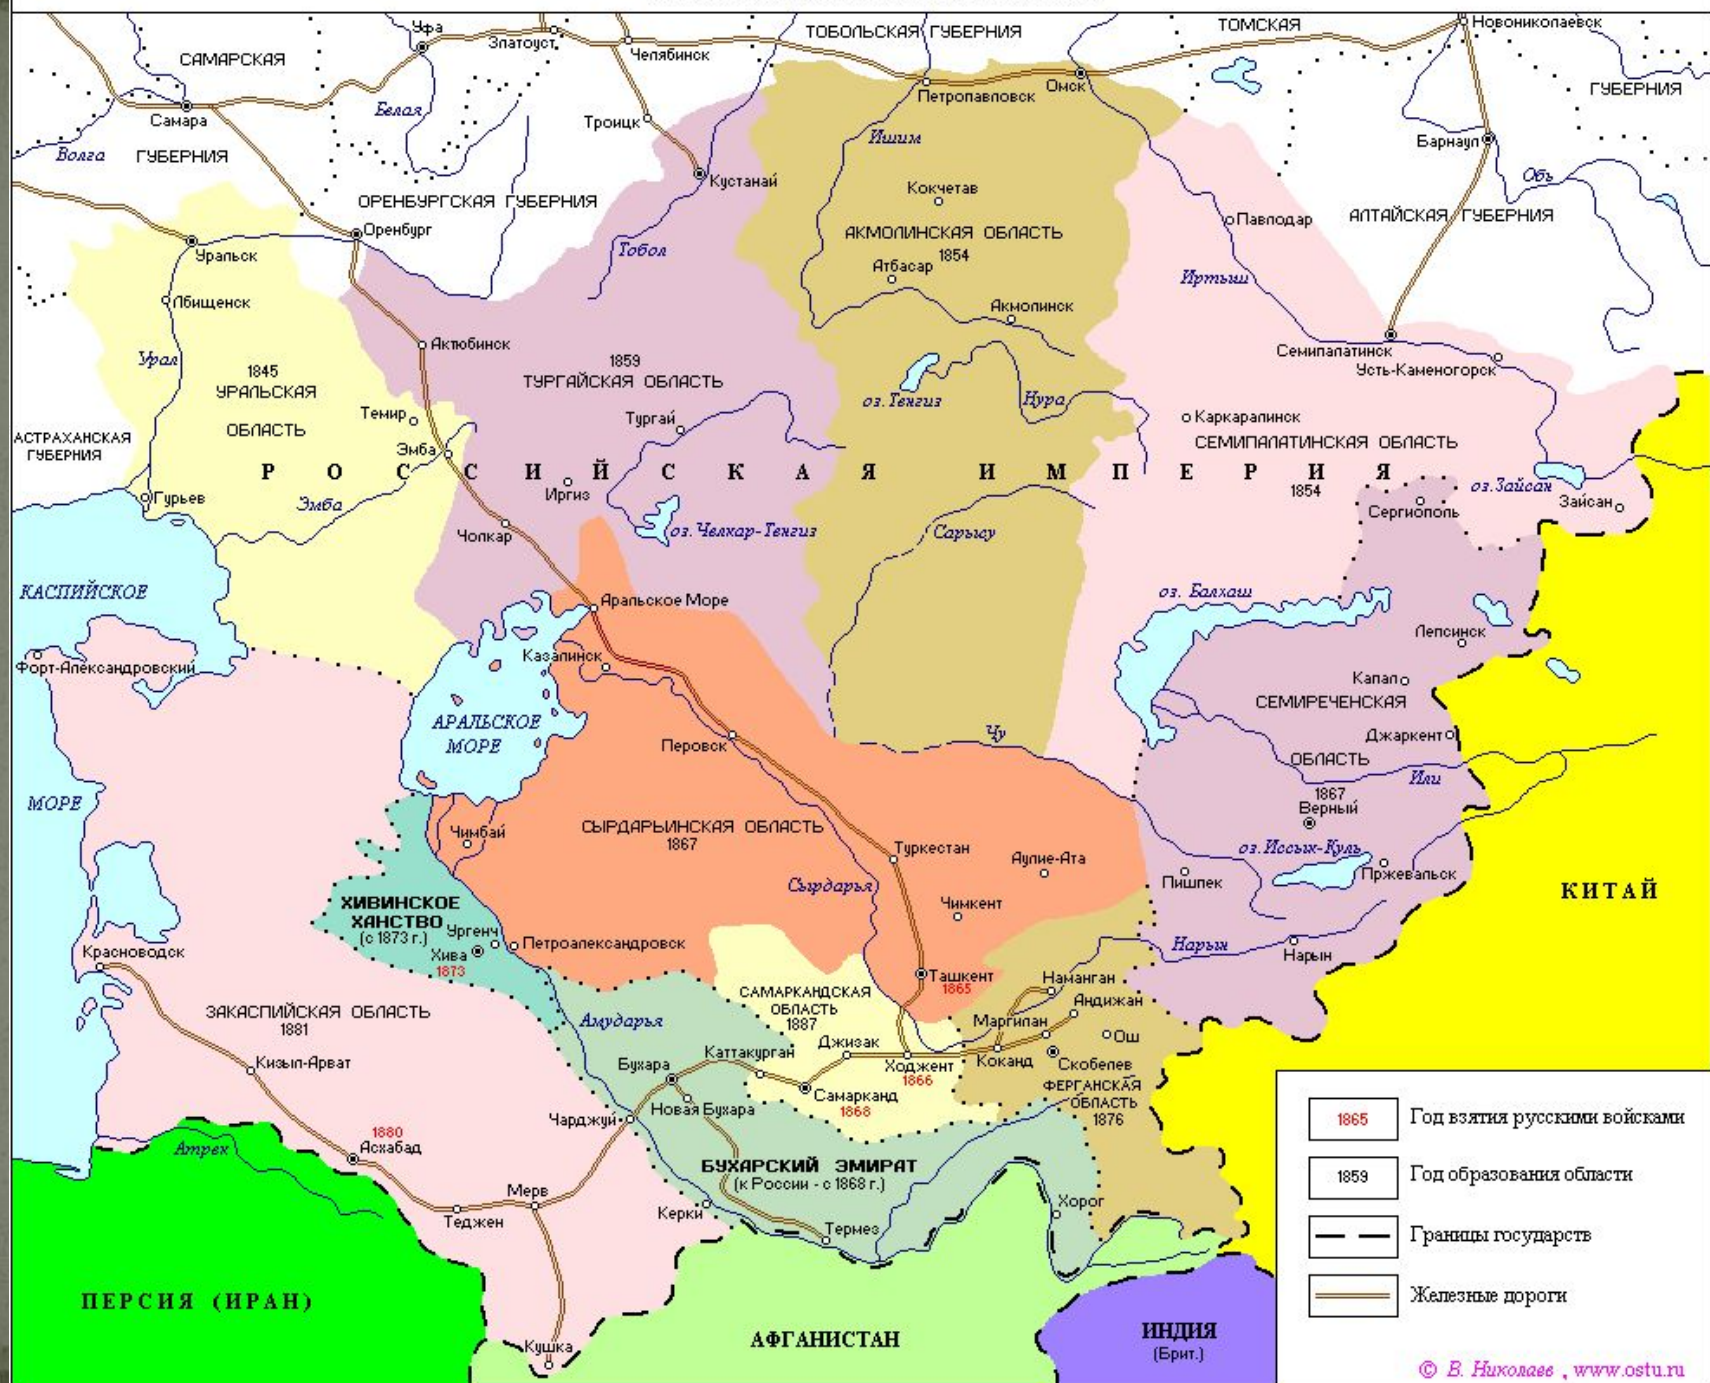 ТОБОЛЬСКАЯ ГУБЕРНИЯ
ТОМСКАЯ
Новониколаевск
Уфа
Златоуст
Челябинск
САМАРСКАЯ
Петропавловск
Омск
ГУБЕРНИЯ
Самара
Белая
Троицк
Ишим
Барнаул
Волга
ГУБЕРНИЯ
Кустанай
Кокчетав
Обь
ОРЕНБУРГСКАЯ ГУБЕРНИЯ
Павлодар
АЛТАЙСКАЯ ГУБЕРНИЯ
Оренбург
АКМОЛИНСКАЯ ОБЛАСТЬ
1854
Уральск
Тобол
Атбасар
Иртыш
Лбищенск
Акмолинск
Урал
Актюбинск
Семипалатинск
Усть-Каменогорск
1845
УРАЛЬСКАЯ
ОБЛАСТЬ
1859
ТУРГАЙСКАЯ ОБЛАСТЬ
оз.Тенгиз
Нура
Темир
Тургай
Каркаралинск
АСТРАХАНСКАЯ
ГУБЕРНИЯ
Эмба
СЕМИПАЛАТИНСКАЯ ОБЛАСТЬ
РОССИЙСКАЯ ИМПЕРИЯ
1854
Гурьев
Эмба
Иргиз
оз.Зайсан
Зайсан
Сергиополь
Чолкар
оз.Челкар-Тенгиз
Сарысу
КАСПИЙСКОЕ
оз. Балхаш
Аральское Море
Лепсинск
Форт-Александровский
Казалинск
Капал
СЕМИРЕЧЕНСКАЯ
АРАЛЬСКОЕ
МОРЕ
Перовск
Чу
Джаркент
ОБЛАСТЬ
Или
1867
МОРЕ
Верный
Чимбай
СЫРДАРЬИНСКАЯ ОБЛАСТЬ
1867
Туркестан
Аулие-Ата
оз.Иссык-Куль
Пржевальск
Сырдарья
Пишпек
КИТАЙ
ХИВИНСКОЕ
ХАНСТВО
(с 1873 г.)
Чимкент
Ургенч
Петроалександровск
Хива
1873
Нарын
Нарын
Красноводск
Ташкент
1865
Наманган
САМАРКАНДСКАЯ
ОБЛАСТЬ
1887
Андижан
ЗАКАСПИЙСКАЯ ОБЛАСТЬ
1881
Амударья
Маргилан
Ош
Джизак
Каттакурган
Кизыл-Арват
Бухара
Ходжент
1866
Коканд
Скобелев
Самарканд
1868
ФЕРГАНСКАЯ
ОБЛАСТЬ
1876
Новая Бухара
Чарджуй
1880
Асхабад
Атрек
БУХАРСКИЙ ЭМИРАТ
(к России - с 1868 г.)
Мерв
Теджен
Керки
Хорог
Термез
ПЕРСИЯ (ИРАН)
АФГАНИСТАН
ИНДИЯ
(Брит.)
Кушка
1865 Год взятия русскими войсками
1859 Год образования области
Границы государств
Железные дороги
© В. Николаев , www.ostu.ru